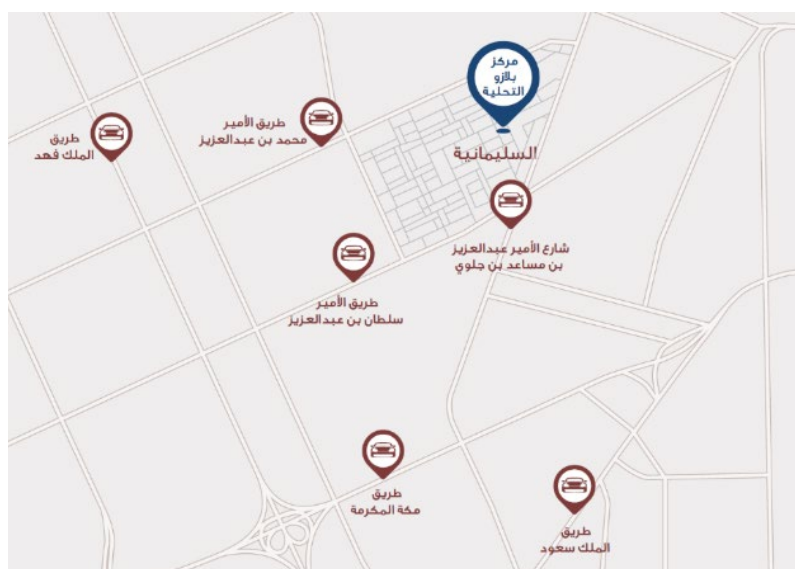 مركز
بلازو
التحلية
السليمانية
طريق الأمير
محمد بن عبدالعزيز
طريق
الملك فهد
شارع الأمير عبدالعزيز
بن مساعد بن جلوي
طريق الأمير
سلطان بن عبدالعزيز
طريق
مكة المكرمة
طريق
الملك سعود